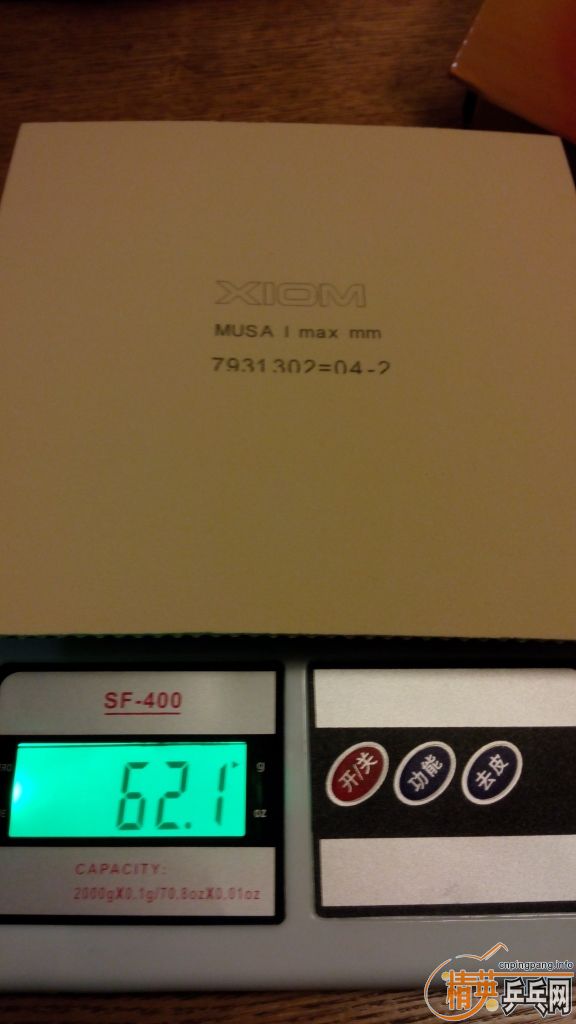 XIOM
MUSA I max mm
7931302=04-2
SF-400
62.1
g
oz
开/关
功能
去皮
CAPACITY:
2000gX0.1g/70.8ozX0.01oz
cnpingpang.info
精英乒乓网